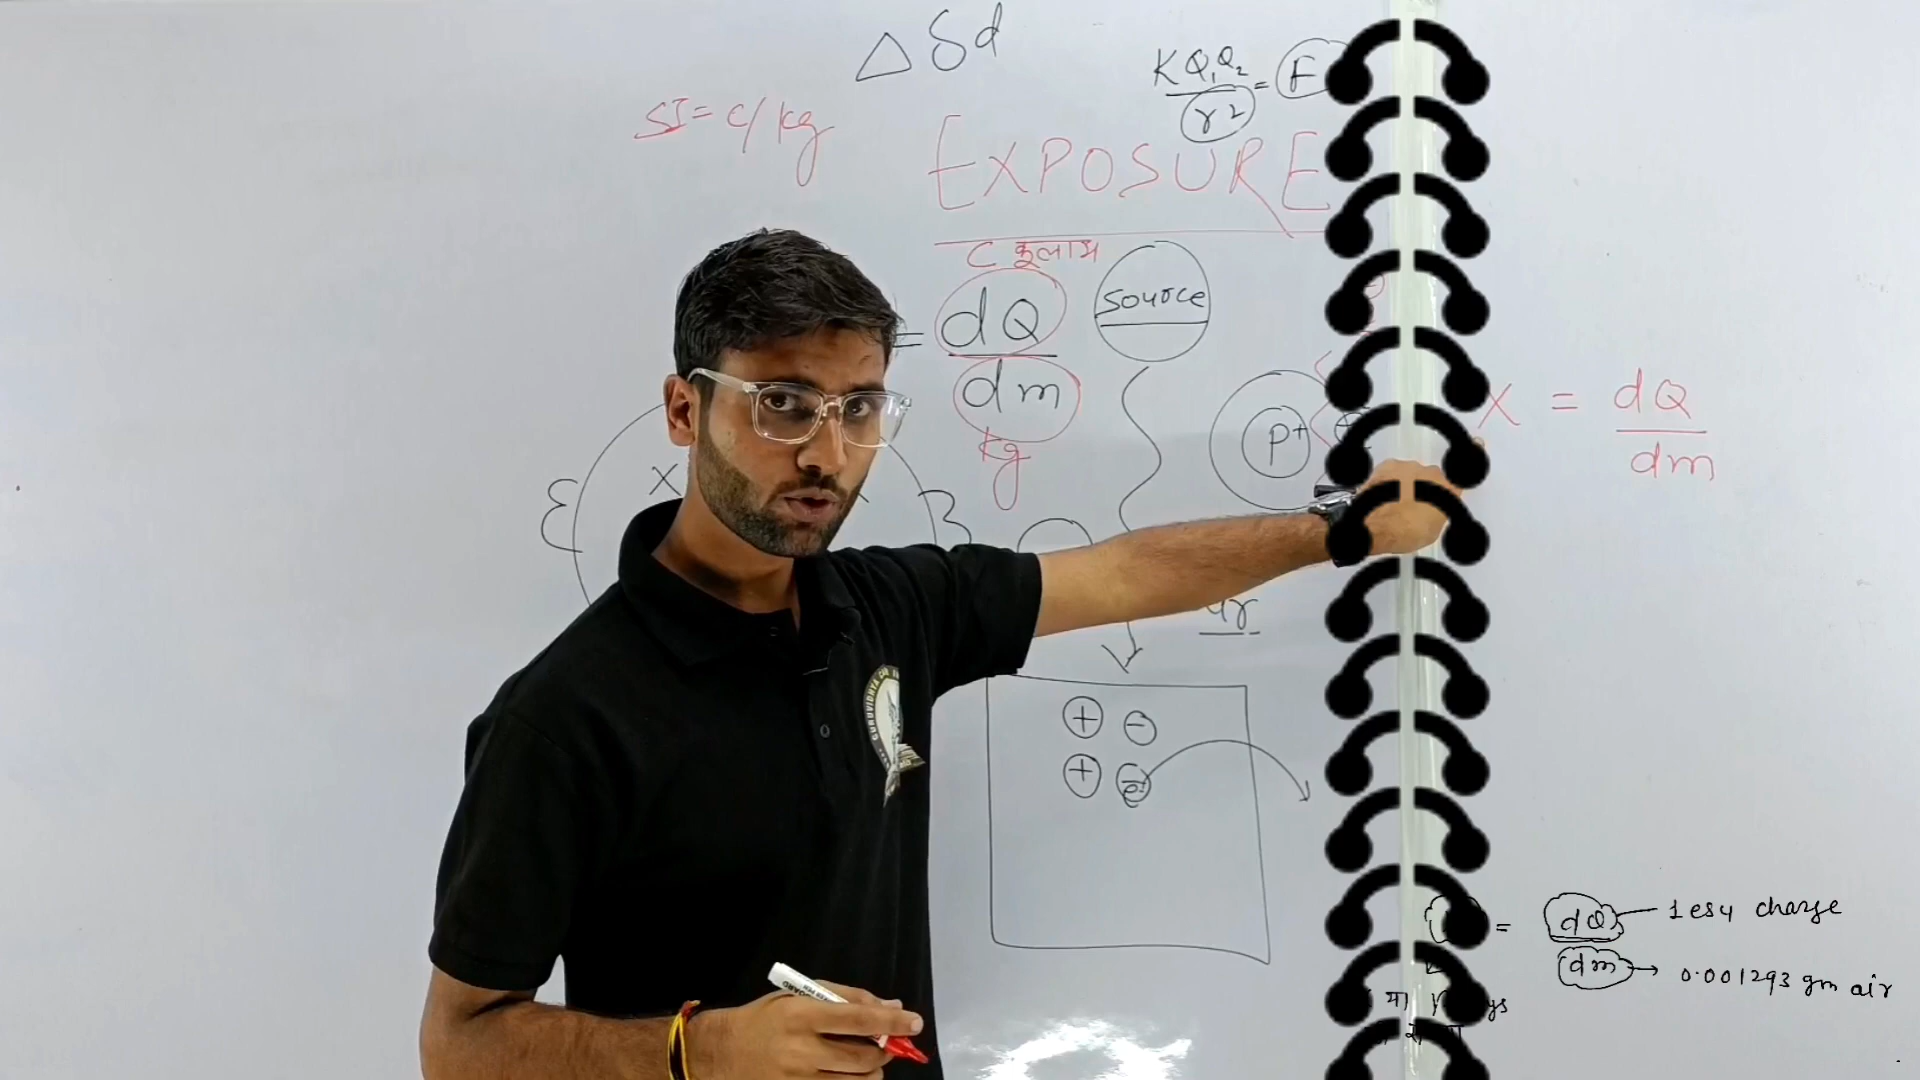 △ δ d
KQ₁Q₂ / r² = F
SI = C/kg
EXPOSURE
C कूलाम
= dQ / dm
kg
source
P+
X
X = dQ / dm
+ -
+ e⁻
= dQ — 1 esu charge
dm → 0.001293 gm air
या